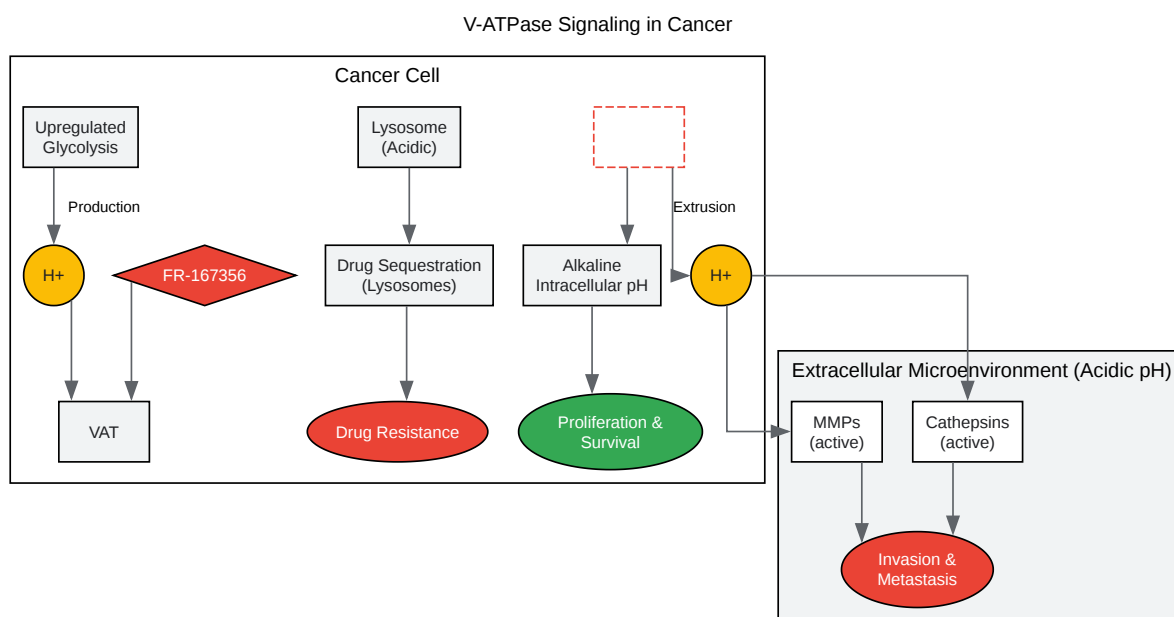 V-ATPase Signaling in Cancer
Cancer Cell
Upregulated
Glycolysis
Lysosome
(Acidic)
Production
Extrusion
H+
FR-167356
Drug Sequestration
(Lysosomes)
Alkaline
Intracellular pH
H+
Extracellular Microenvironment (Acidic pH)
VAT
Drug Resistance
Proliferation &
Survival
MMPs
(active)
Cathepsins
(active)
Invasion &
Metastasis